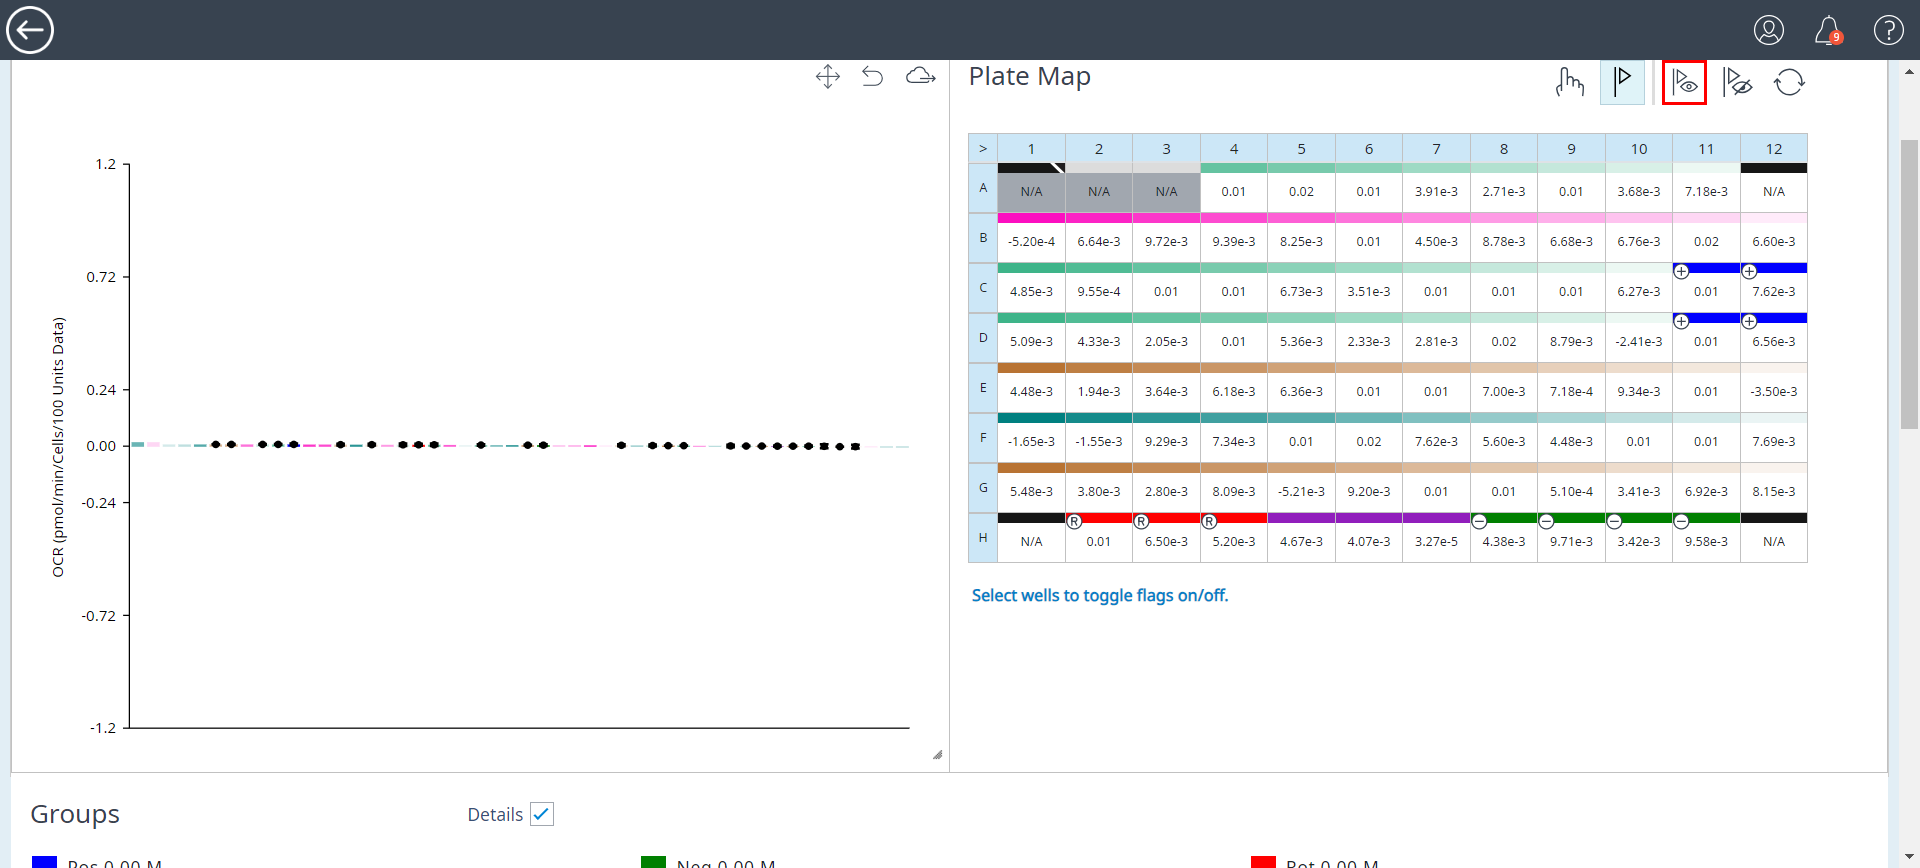 9
?
Plate Map
1.2
0.72
0.24
0.00
-0.24
-0.72
-1.2
OCR (pmol/min/Cells/100 Units Data)
> 1 2 3 4 5 6 7 8 9 10 11 12
A N/A N/A N/A 0.01 0.02 0.01 3.91e-3 2.71e-3 0.01 3.68e-3 7.18e-3 N/A
B -5.20e-4 6.64e-3 9.72e-3 9.39e-3 8.25e-3 0.01 4.50e-3 8.78e-3 6.68e-3 6.76e-3 0.02 6.60e-3
+ +
C 4.85e-3 9.55e-4 0.01 0.01 6.73e-3 3.51e-3 0.01 0.01 0.01 6.27e-3 0.01 7.62e-3
+ +
D 5.09e-3 4.33e-3 2.05e-3 0.01 5.36e-3 2.33e-3 2.81e-3 0.02 8.79e-3 -2.41e-3 0.01 6.56e-3
E 4.48e-3 1.94e-3 3.64e-3 6.18e-3 6.36e-3 0.01 0.01 7.00e-3 7.18e-4 9.34e-3 0.01 -3.50e-3
F -1.65e-3 -1.55e-3 9.29e-3 7.34e-3 0.01 0.02 7.62e-3 5.60e-3 4.48e-3 0.01 0.01 7.69e-3
G 5.48e-3 3.80e-3 2.80e-3 8.09e-3 -5.21e-3 9.20e-3 0.01 0.01 5.10e-4 3.41e-3 6.92e-3 8.15e-3
R R R − − − −
H N/A 0.01 6.50e-3 5.20e-3 4.67e-3 4.07e-3 3.27e-5 4.38e-3 9.71e-3 3.42e-3 9.58e-3 N/A
Select wells to toggle flags on/off.
Groups
Details
Pos 0.00 M
Neg 0.00 M
Rot 0.00 M